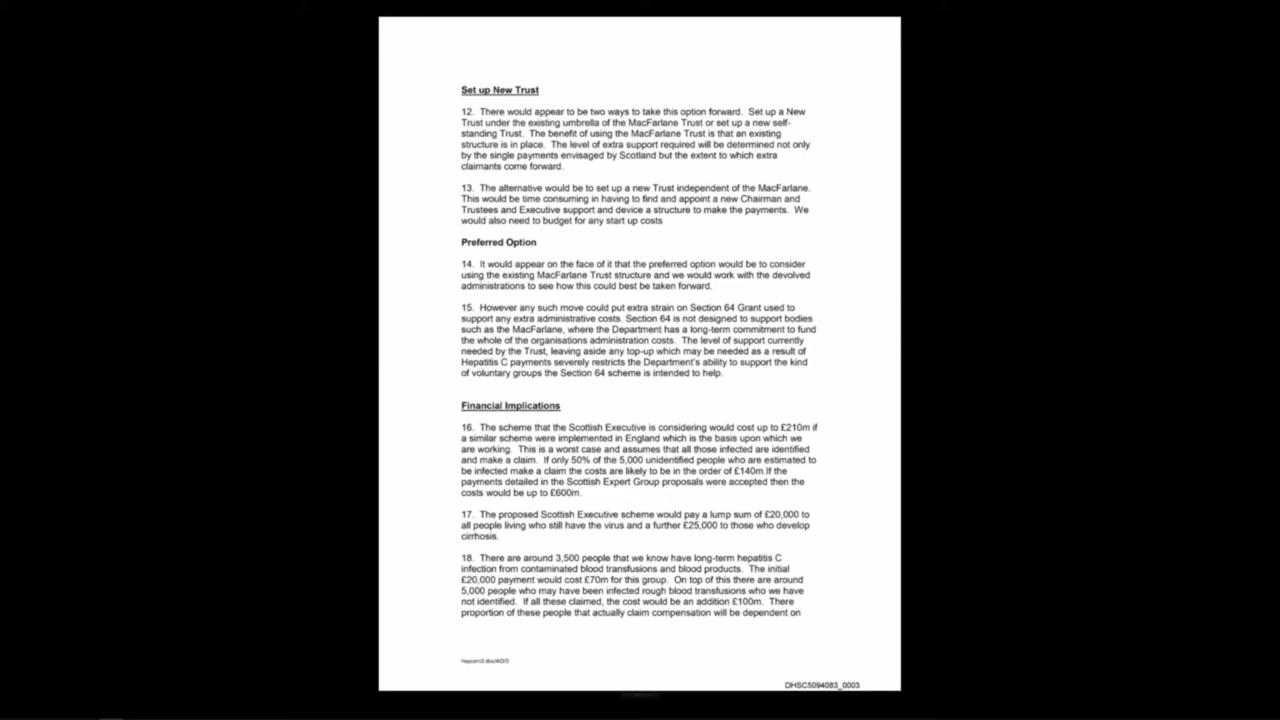 Set up New Trust
12. There would appear to be two ways to take this option forward. Set up a New
Trust under the existing umbrella of the MacFarlane Trust or set up a new self-
standing Trust. The benefit of using the MacFarlane Trust is that an existing
structure is in place. The level of extra support required will be determined not only
by the single payments envisaged by Scotland but the extent to which extra
claimants come forward.
13. The alternative would be to set up a new Trust independent of the MacFarlane.
This would be time consuming in having to find and appoint a new Chairman and
Trustees and Executive support and device a structure to make the payments. We
would also need to budget for any start up costs
Preferred Option
14. It would appear on the face of it that the preferred option would be to consider
using the existing MacFarlane Trust structure and we would work with the devolved
administrations to see how this could best be taken forward.
15. However any such move could put extra strain on Section 64 Grant used to
support any extra administrative costs. Section 64 is not designed to support bodies
such as the MacFarlane, where the Department has a long-term commitment to fund
the whole of the organisations administration costs. The level of support currently
needed by the Trust, leaving aside any top-up which may be needed as a result of
Hepatitis C payments severely restricts the Department's ability to support the kind
of voluntary groups the Section 64 scheme is intended to help.
Financial Implications
16. The scheme that the Scottish Executive is considering would cost up to £210m if
a similar scheme were implemented in England which is the basis upon which we
are working. This is a worst case and assumes that all those infected are identified
and make a claim. If only 50% of the 5,000 unidentified people who are estimated to
be infected make a claim the costs are likely to be in the order of £140m.If the
payments detailed in the Scottish Expert Group proposals were accepted then the
costs would be up to £600m.
17. The proposed Scottish Executive scheme would pay a lump sum of £20,000 to
all people living who still have the virus and a further £25,000 to those who develop
cirrhosis.
18. There are around 3,500 people that we know have long-term hepatitis C
infection from contaminated blood transfusions and blood products. The initial
£20,000 payment would cost £70m for this group. On top of this there are around
5,000 people who may have been infected rough blood transfusions who we have
not identified. If all these claimed, the cost would be an addition £100m. There
proportion of these people that actually claim compensation will be dependent on
DHSC5094083_0003